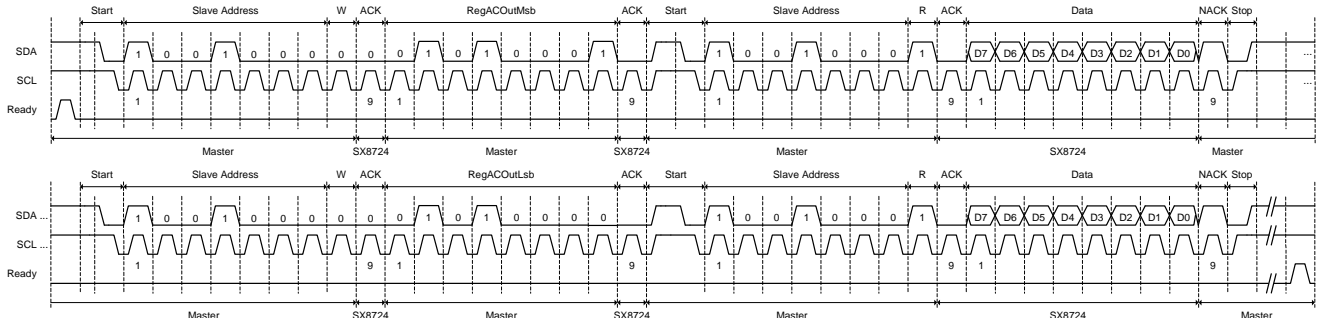 Start Slave Address W ACK RegACOutMsb ACK Start Slave Address R ACK Data NACK Stop
SDA 1 0 0 1 0 0 0 0 0 0 1 0 1 0 0 0 1 1 0 0 1 0 0 0 1 D7 D6 D5 D4 D3 D2 D1 D0 ...
SCL ...
1 9 1 9 1 9 1 9
Ready
Master SX8724 Master SX8724 Master SX8724 Master
Start Slave Address W ACK RegACOutLsb ACK Start Slave Address R ACK Data NACK Stop
SDA ... 1 0 0 1 0 0 0 0 0 0 1 0 1 0 0 0 0 1 0 0 1 0 0 0 1 D7 D6 D5 D4 D3 D2 D1 D0
SCL ...
1 9 1 9 1 9 1 9
Ready
Master SX8724 Master SX8724 Master SX8724 Master